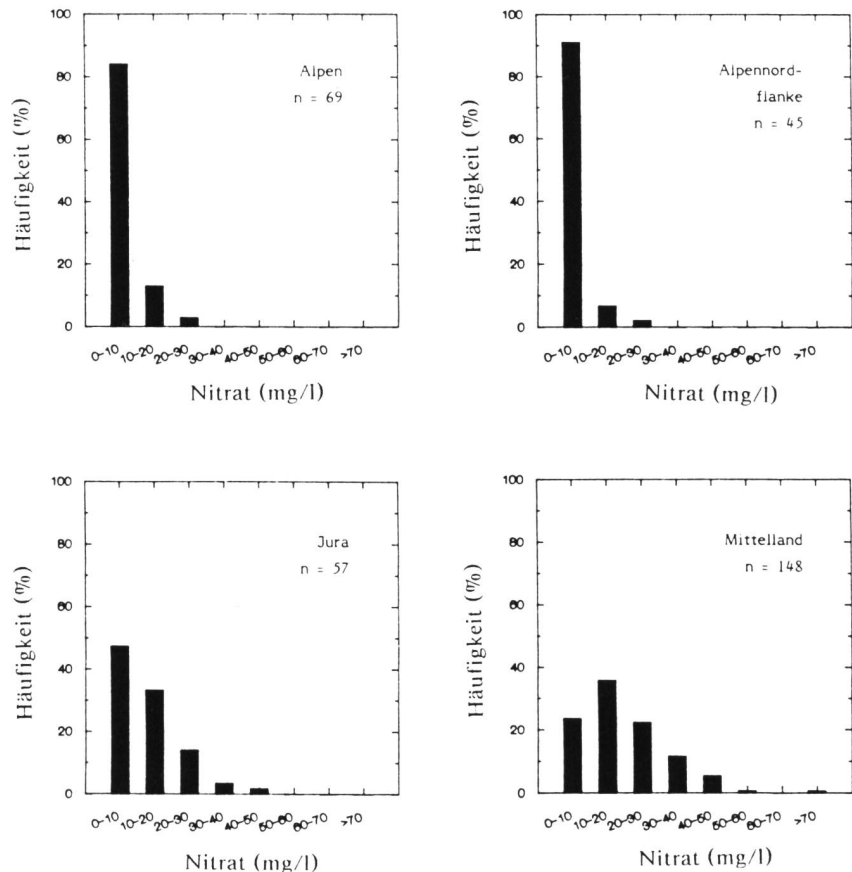 100
80
60
40
20
0
Häufigkeit (%)
Alpen
n = 69
0-10 10-20 20-30 30-40 40-50 50-60 60-70 >70
Nitrat (mg/l)
100
80
60
40
20
0
Häufigkeit (%)
Alpennord-
flanke
n = 45
0-10 10-20 20-30 30-40 40-50 50-60 60-70 >70
Nitrat (mg/l)
100
80
60
40
20
0
Häufigkeit (%)
Jura
n = 57
0-10 10-20 20-30 30-40 40-50 50-60 60-70 >70
Nitrat (mg/l)
100
80
60
40
20
0
Häufigkeit (%)
Mittelland
n = 148
0-10 10-20 20-30 30-40 40-50 50-60 60-70 >70
Nitrat (mg/l)